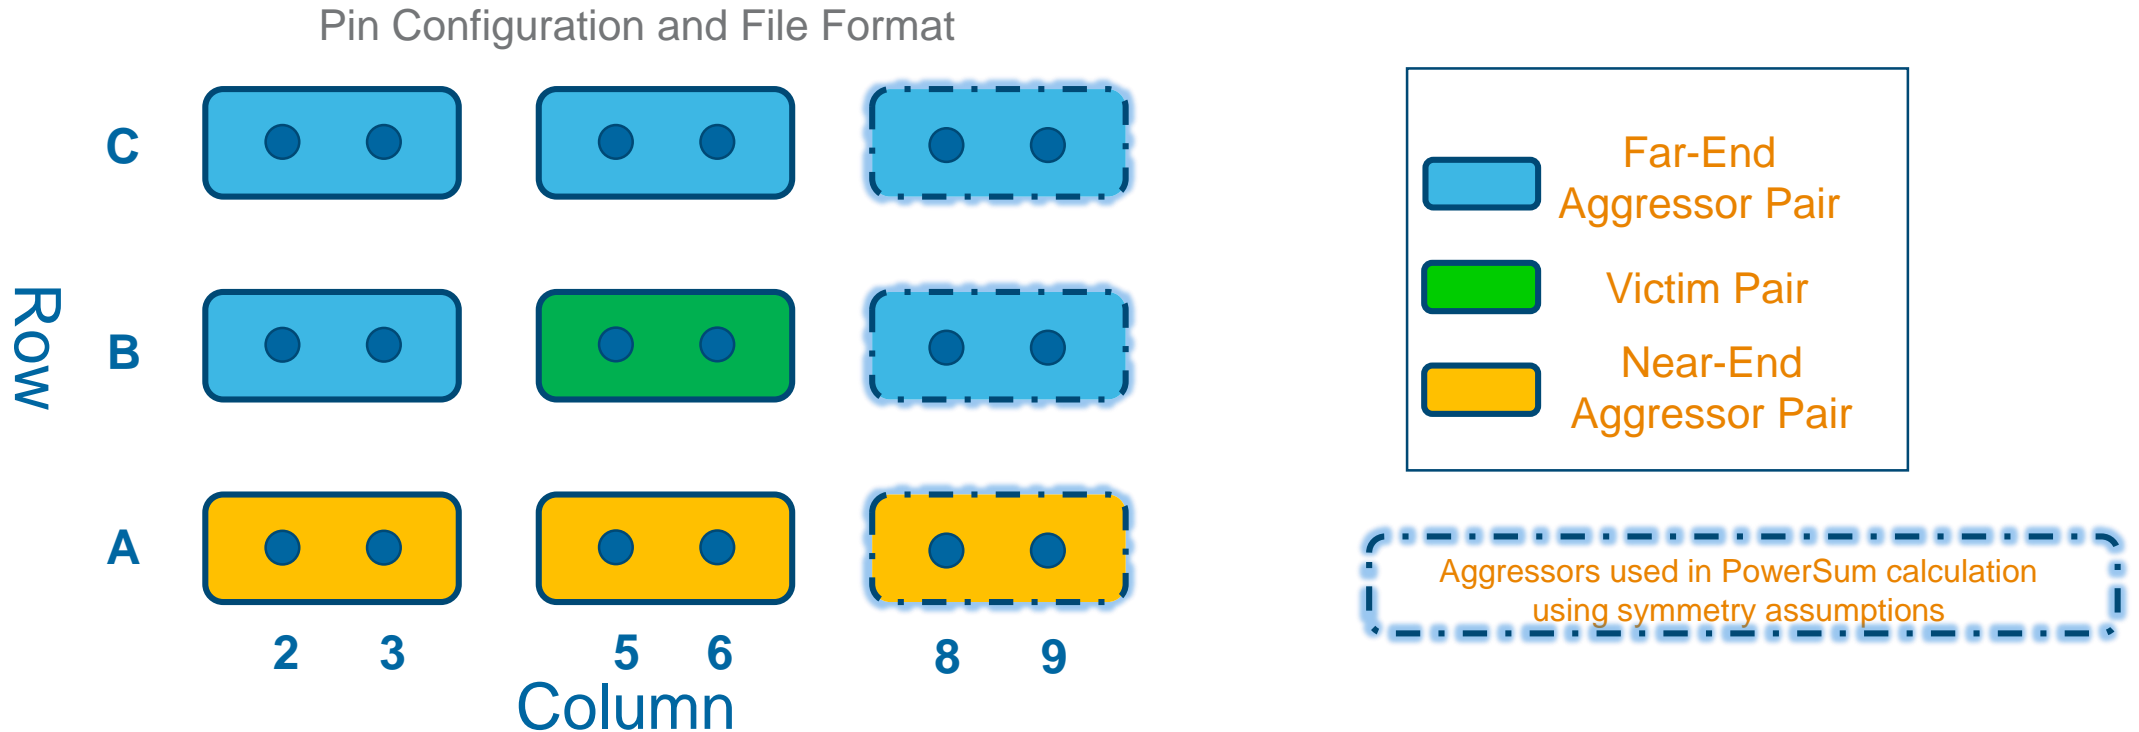 Pin Configuration and File Format
C
B
A
Row
2 3 5 6 8 9
Column
Far-End
Aggressor Pair
Victim Pair
Near-End
Aggressor Pair
Aggressors used in PowerSum calculation
using symmetry assumptions